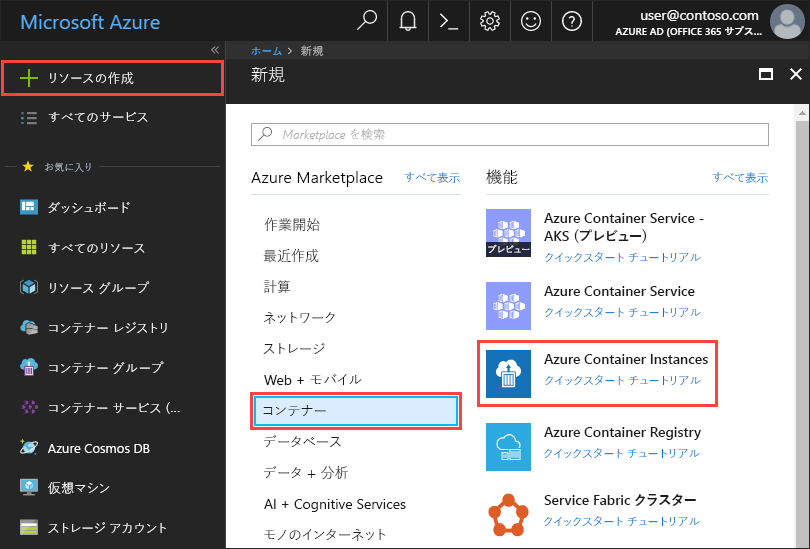 Microsoft Azure
user@contoso.com
AZURE AD (OFFICE 365 サブス...
ホーム > 新規
新規
リソースの作成
すべてのサービス
お気に入り
ダッシュボード
すべてのリソース
リソース グループ
コンテナー レジストリ
コンテナー グループ
コンテナー サービス (...
Azure Cosmos DB
仮想マシン
ストレージ アカウント
Marketplace を検索
Azure Marketplace
すべて表示
作業開始
最近作成
計算
ネットワーク
ストレージ
Web + モバイル
コンテナー
データベース
データ + 分析
AI + Cognitive Services
モノのインターネット
機能
すべて表示
プレビュー
Azure Container Service -
AKS (プレビュー)
クイックスタート チュートリアル
Azure Container Service
クイックスタート チュートリアル
Azure Container Instances
クイックスタート チュートリアル
Azure Container Registry
クイックスタート チュートリアル
Service Fabric クラスター
クイックスタート チュートリアル